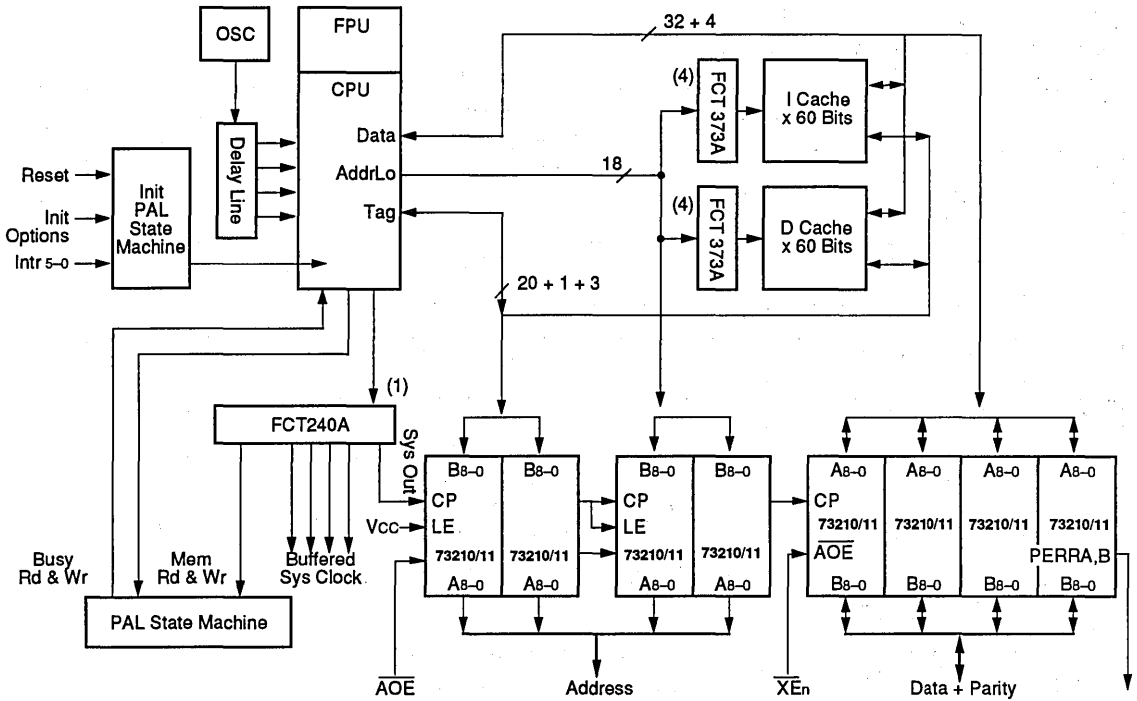 OSC
FPU
CPU
Data
AddrLo
Tag
Delay Line
Reset
Init
Options
Intr 5–0
Init
PAL
State
Machine
32 + 4
18
20 + 1 + 3
(4)
FCT
373A
I Cache
x 60 Bits
(4)
FCT
373A
D Cache
x 60 Bits
(1)
FCT240A
Sys Out
Busy
Rd & Wr
Mem
Rd & Wr
Buffered
Sys Clock
PAL State Machine
Vcc
B8–0
B8–0
CP
LE
73210/11
73210/11
A8–0
A8–0
B8–0
B8–0
CP
LE
73210/11
73210/11
A8–0
A8–0
A8–0
A8–0
A8–0
A8–0
CP
73210/11
73210/11
73210/11
73210/11
AOE
PERRA,B
B8–0
B8–0
B8–0
B8–0
AOE
Address
XEn
Data + Parity